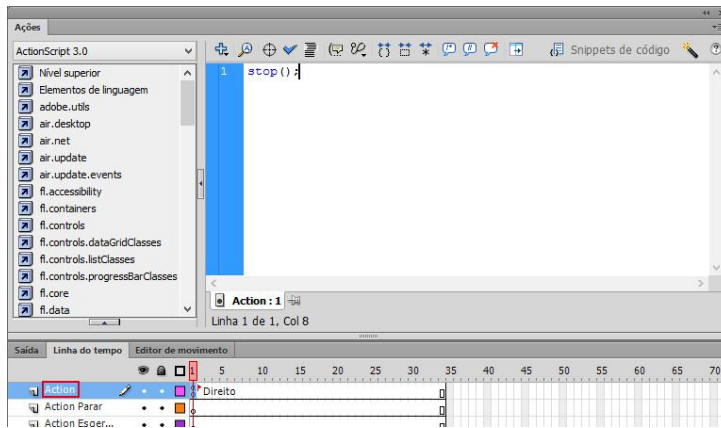 Ações
ActionScript 3.0
Snippets de código
Nível superior
Elementos de linguagem
adobe.utils
air.desktop
air.net
air.update
air.update.events
fl.accessibility
fl.containers
fl.controls
fl.controls.dataGridClasses
fl.controls.listClasses
fl.controls.progressBarClasses
fl.core
fl.data
1 stop();
Action : 1
Linha 1 de 1, Col 8
Saída Linha do tempo Editor de movimento
1 5 10 15 20 25 30 35 40 45 50 55 60 65 70
Action Direito
Action Parar
Action Esquer...